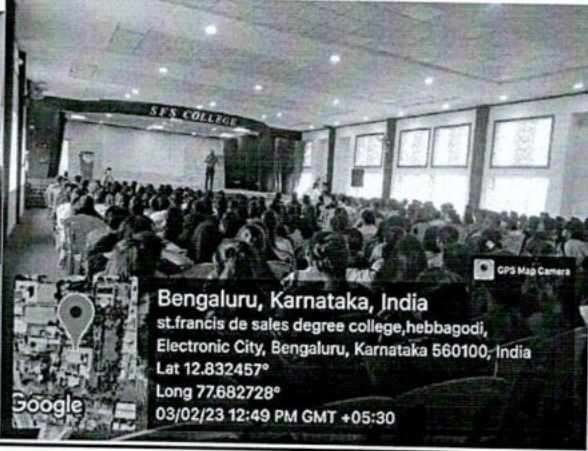 SFS COLLEGE
GPS Map Camera
Bengaluru, Karnataka, India
st.francis de sales degree college,hebbagodi,
Electronic City, Bengaluru, Karnataka 560100, India
Lat 12.832457°
Long 77.682728°
03/02/23 12:49 PM GMT +05:30
Google